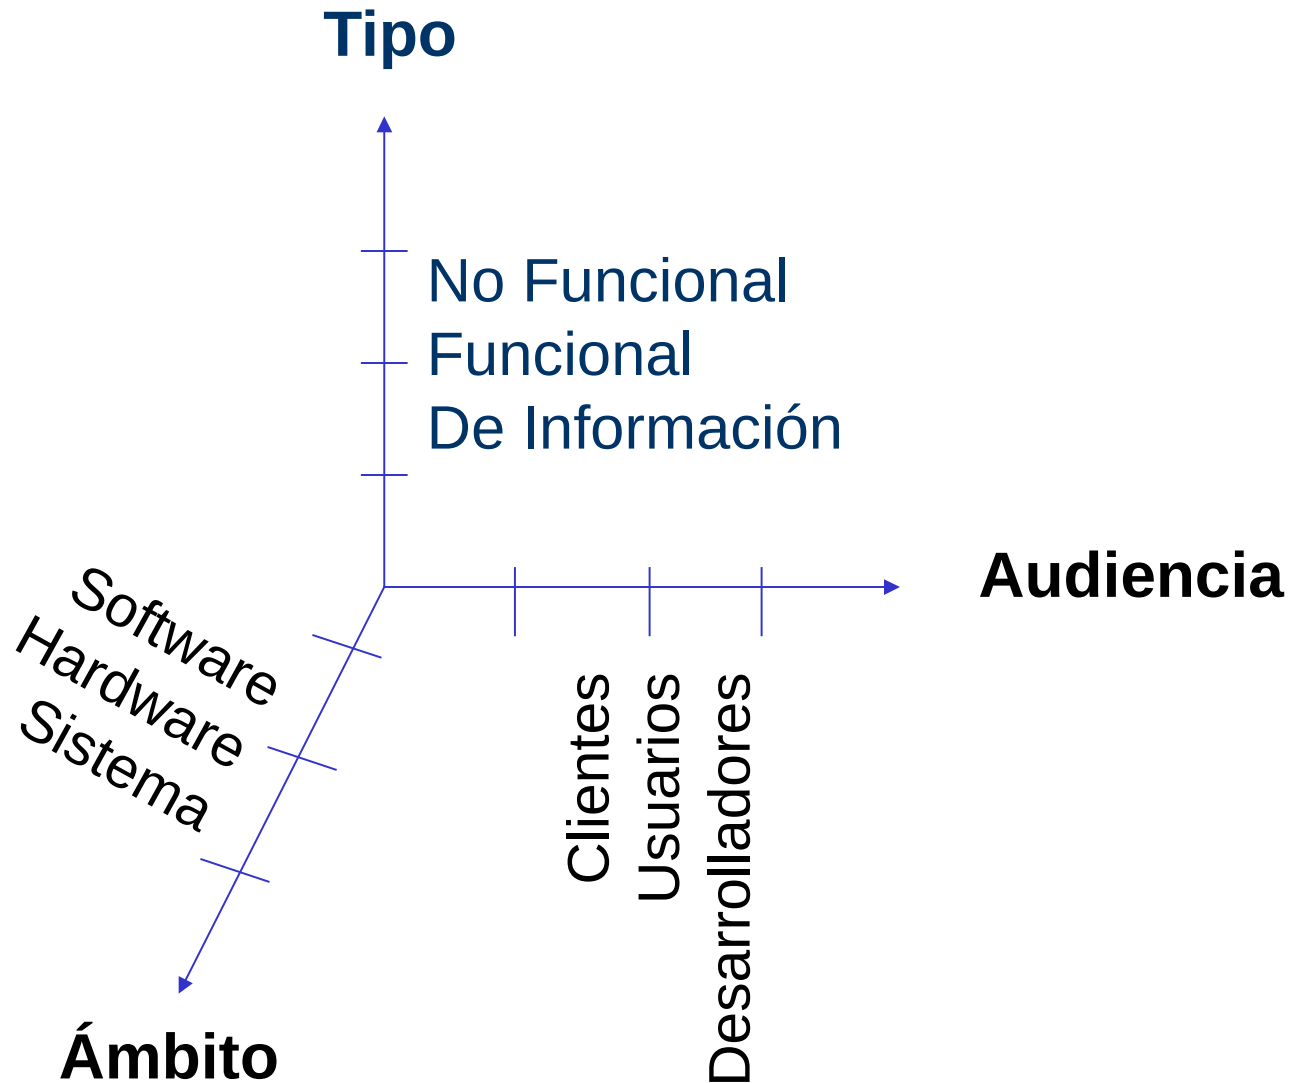 Tipo
No Funcional
Funcional
De Información
Audiencia
Software
Hardware
Sistema
Clientes
Usuarios
Desarrolladores
Ámbito